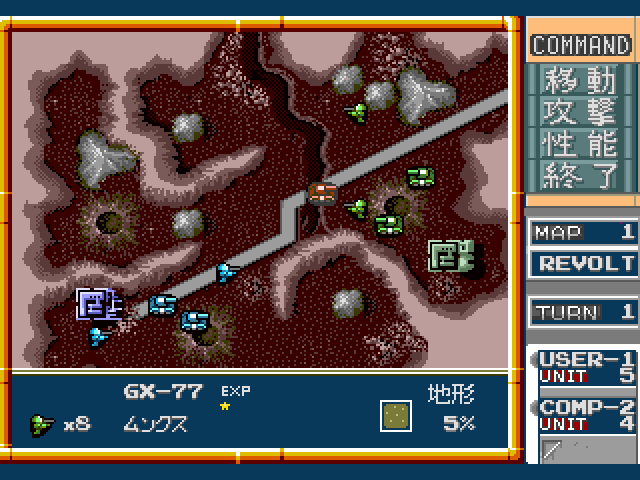 COMMAND
移動
攻撃
性能
終了
MAP 1
REVOLT
TURN 1
USER-1
UNIT 5
COMP-2
UNIT 4
GX-77 EXP 地形
x8 ムンクス 5%